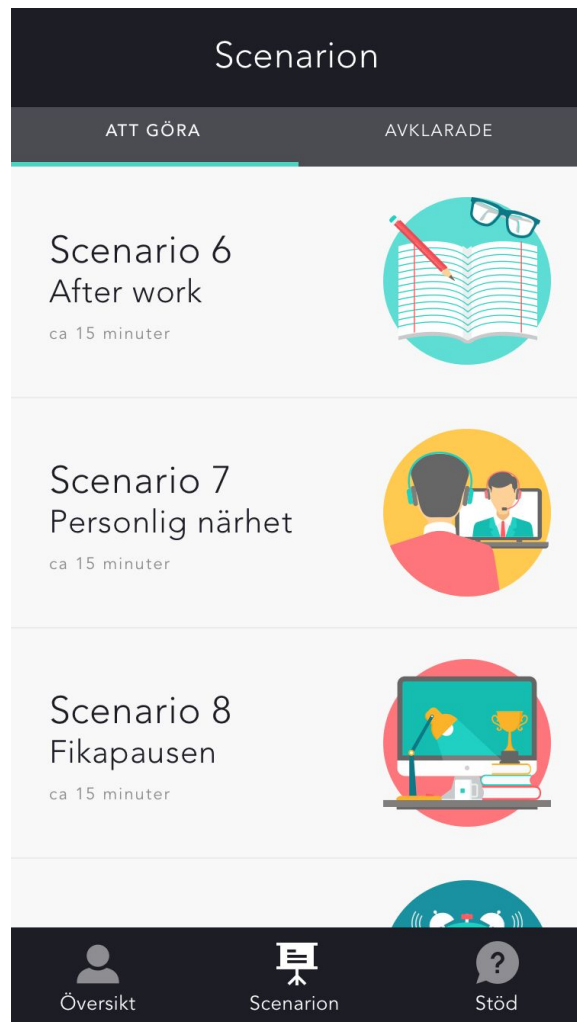 Scenarion
ATT GÖRA
AVKLARADE
Scenario 6
After work
ca 15 minuter
Scenario 7
Personlig närhet
ca 15 minuter
Scenario 8
Fikapausen
ca 15 minuter
?
Översikt
Scenarion
Stöd